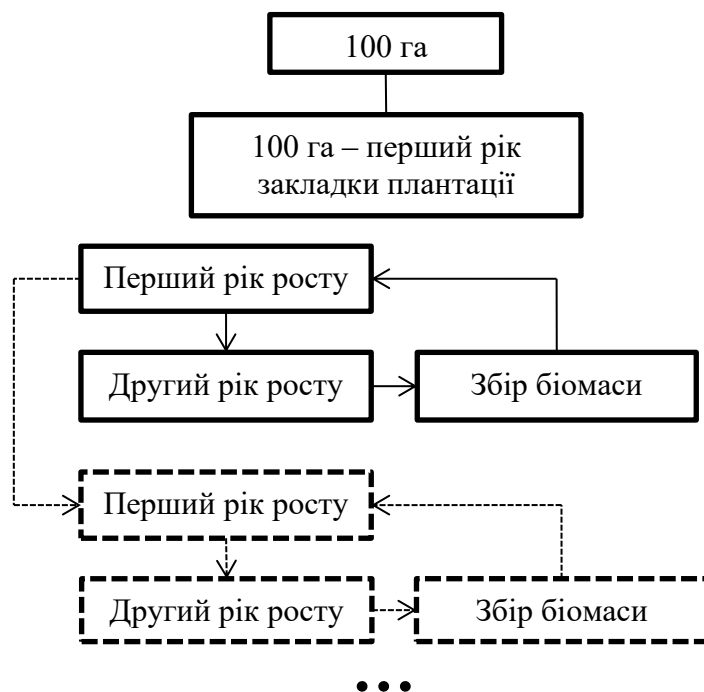 100 га
100 га – перший рік
закладки плантації
Перший рік росту
Другий рік росту
Збір біомаси
Перший рік росту
Другий рік росту
Збір біомаси
...